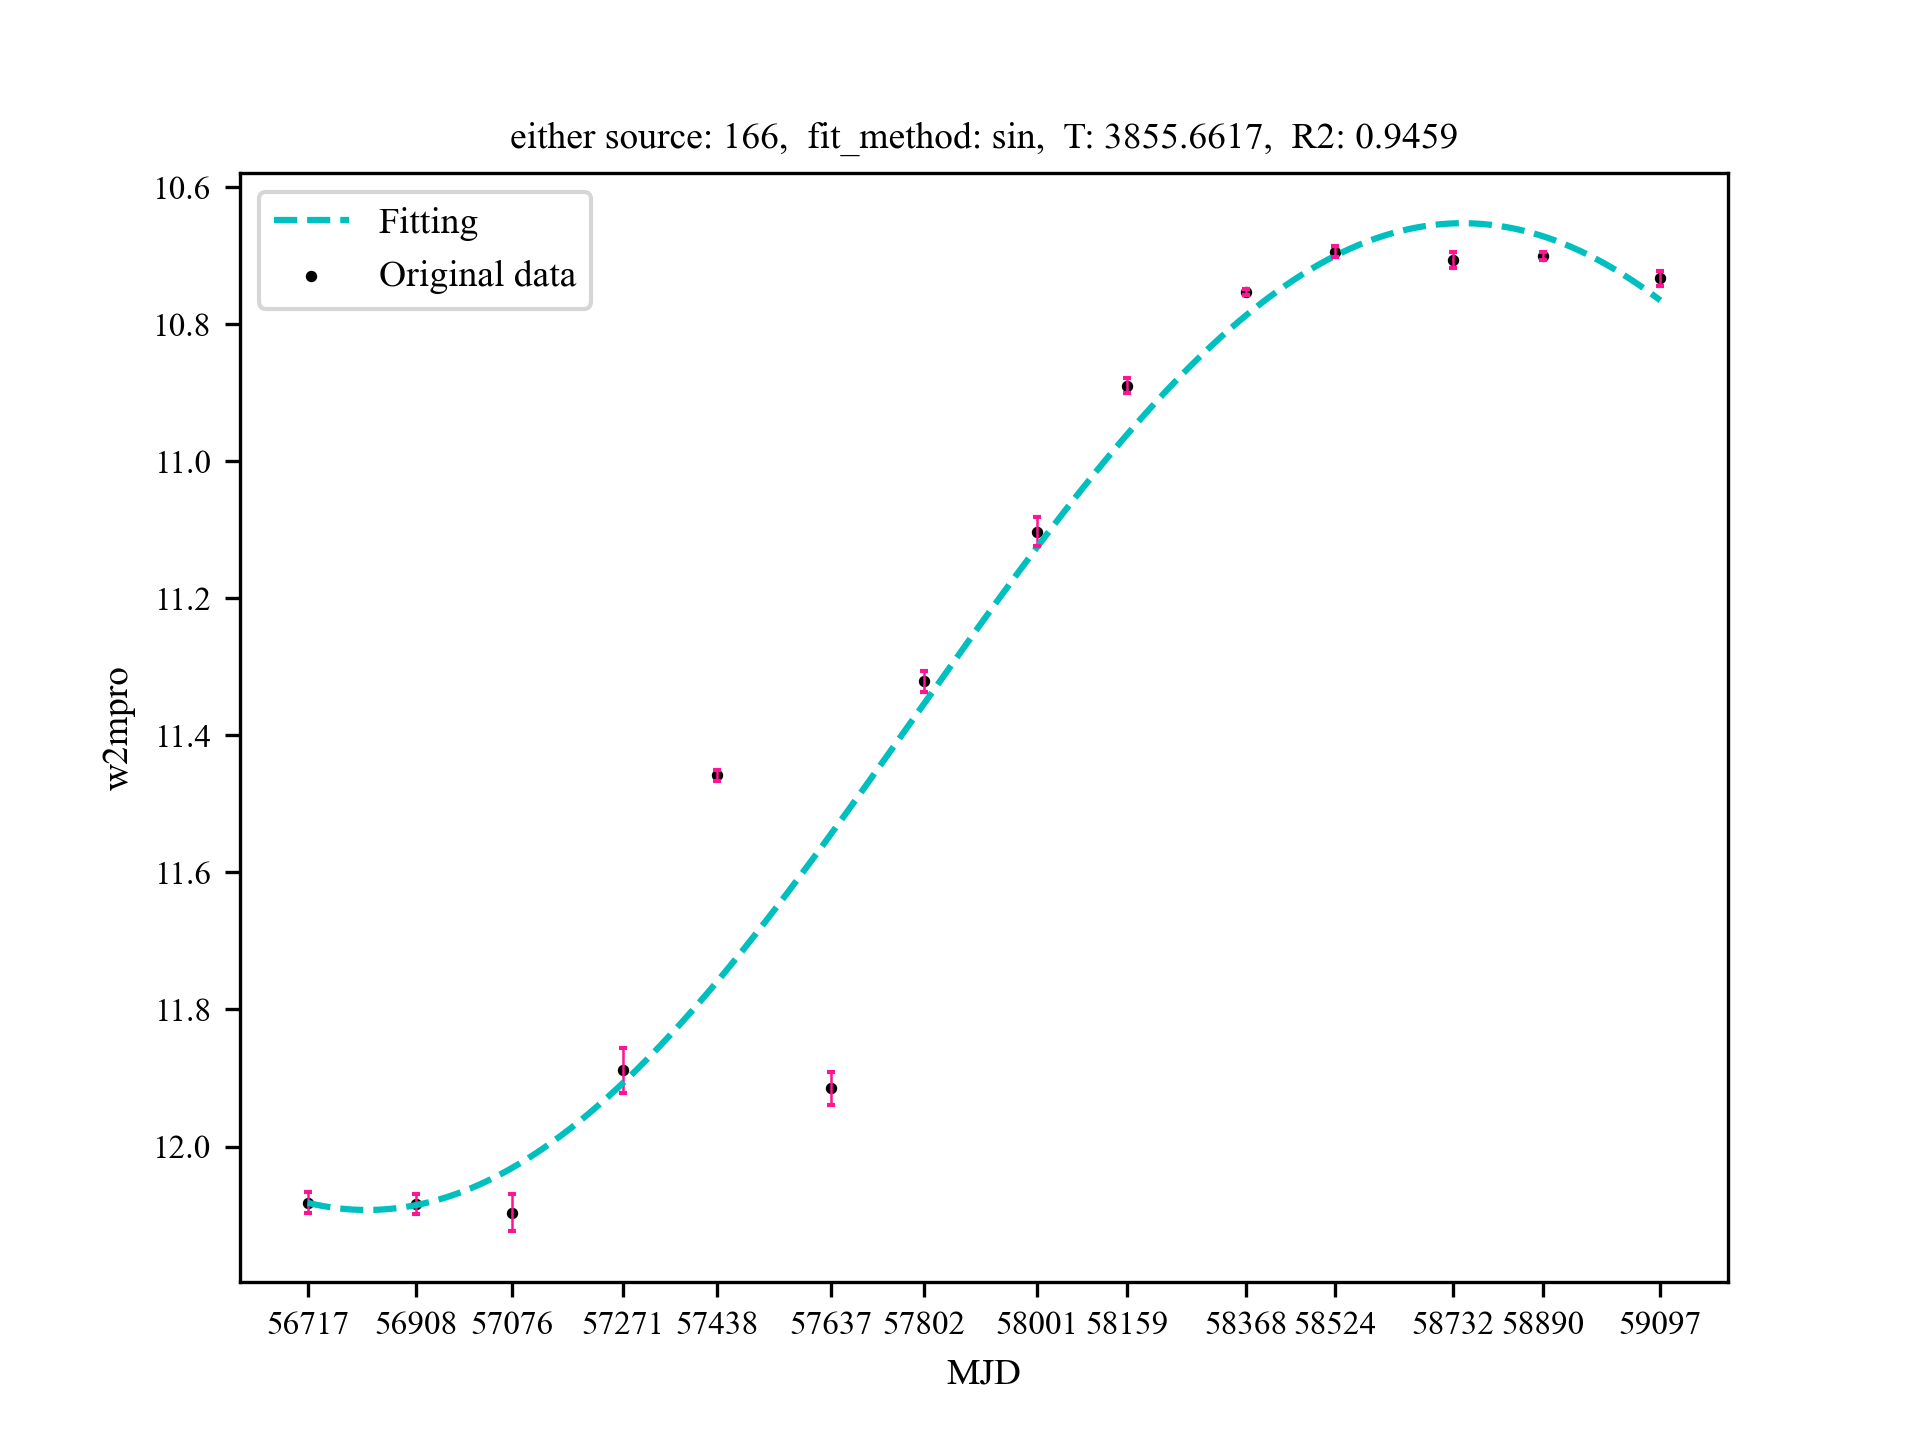 either source: 166,  fit_method: sin,  T: 3855.6617,  R2: 0.9459
Fitting
Original data
10.6
10.8
11.0
11.2
11.4
11.6
11.8
12.0
w2mpro
56717 56908 57076 57271 57438 57637 57802 58001 58159 58368 58524 58732 58890 59097
MJD